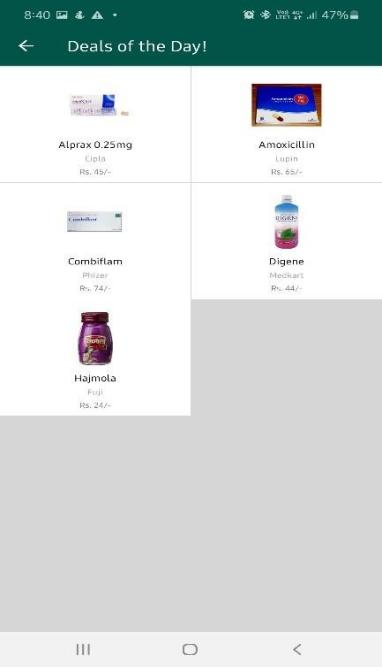 8:40
47%
Deals of the Day!
Alprax 0.25mg
Cipla
Rs. 45/-
Amoxicillin
Lupin
Rs. 65/-
Combiflam
Phizer
Rs. 74/-
Digene
Medkart
Rs. 44/-
Hajmola
Fuji
Rs. 24/-